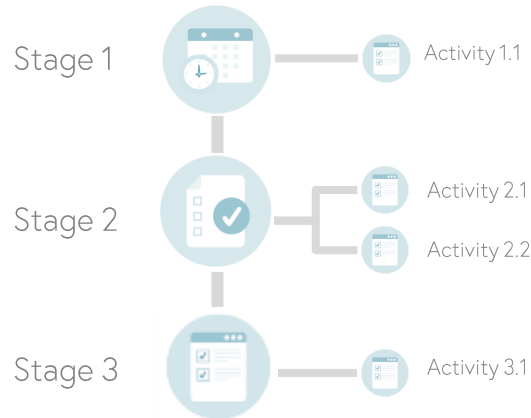 Stage 1
Activity 1.1
Stage 2
Activity 2.1
Activity 2.2
Stage 3
Activity 3.1